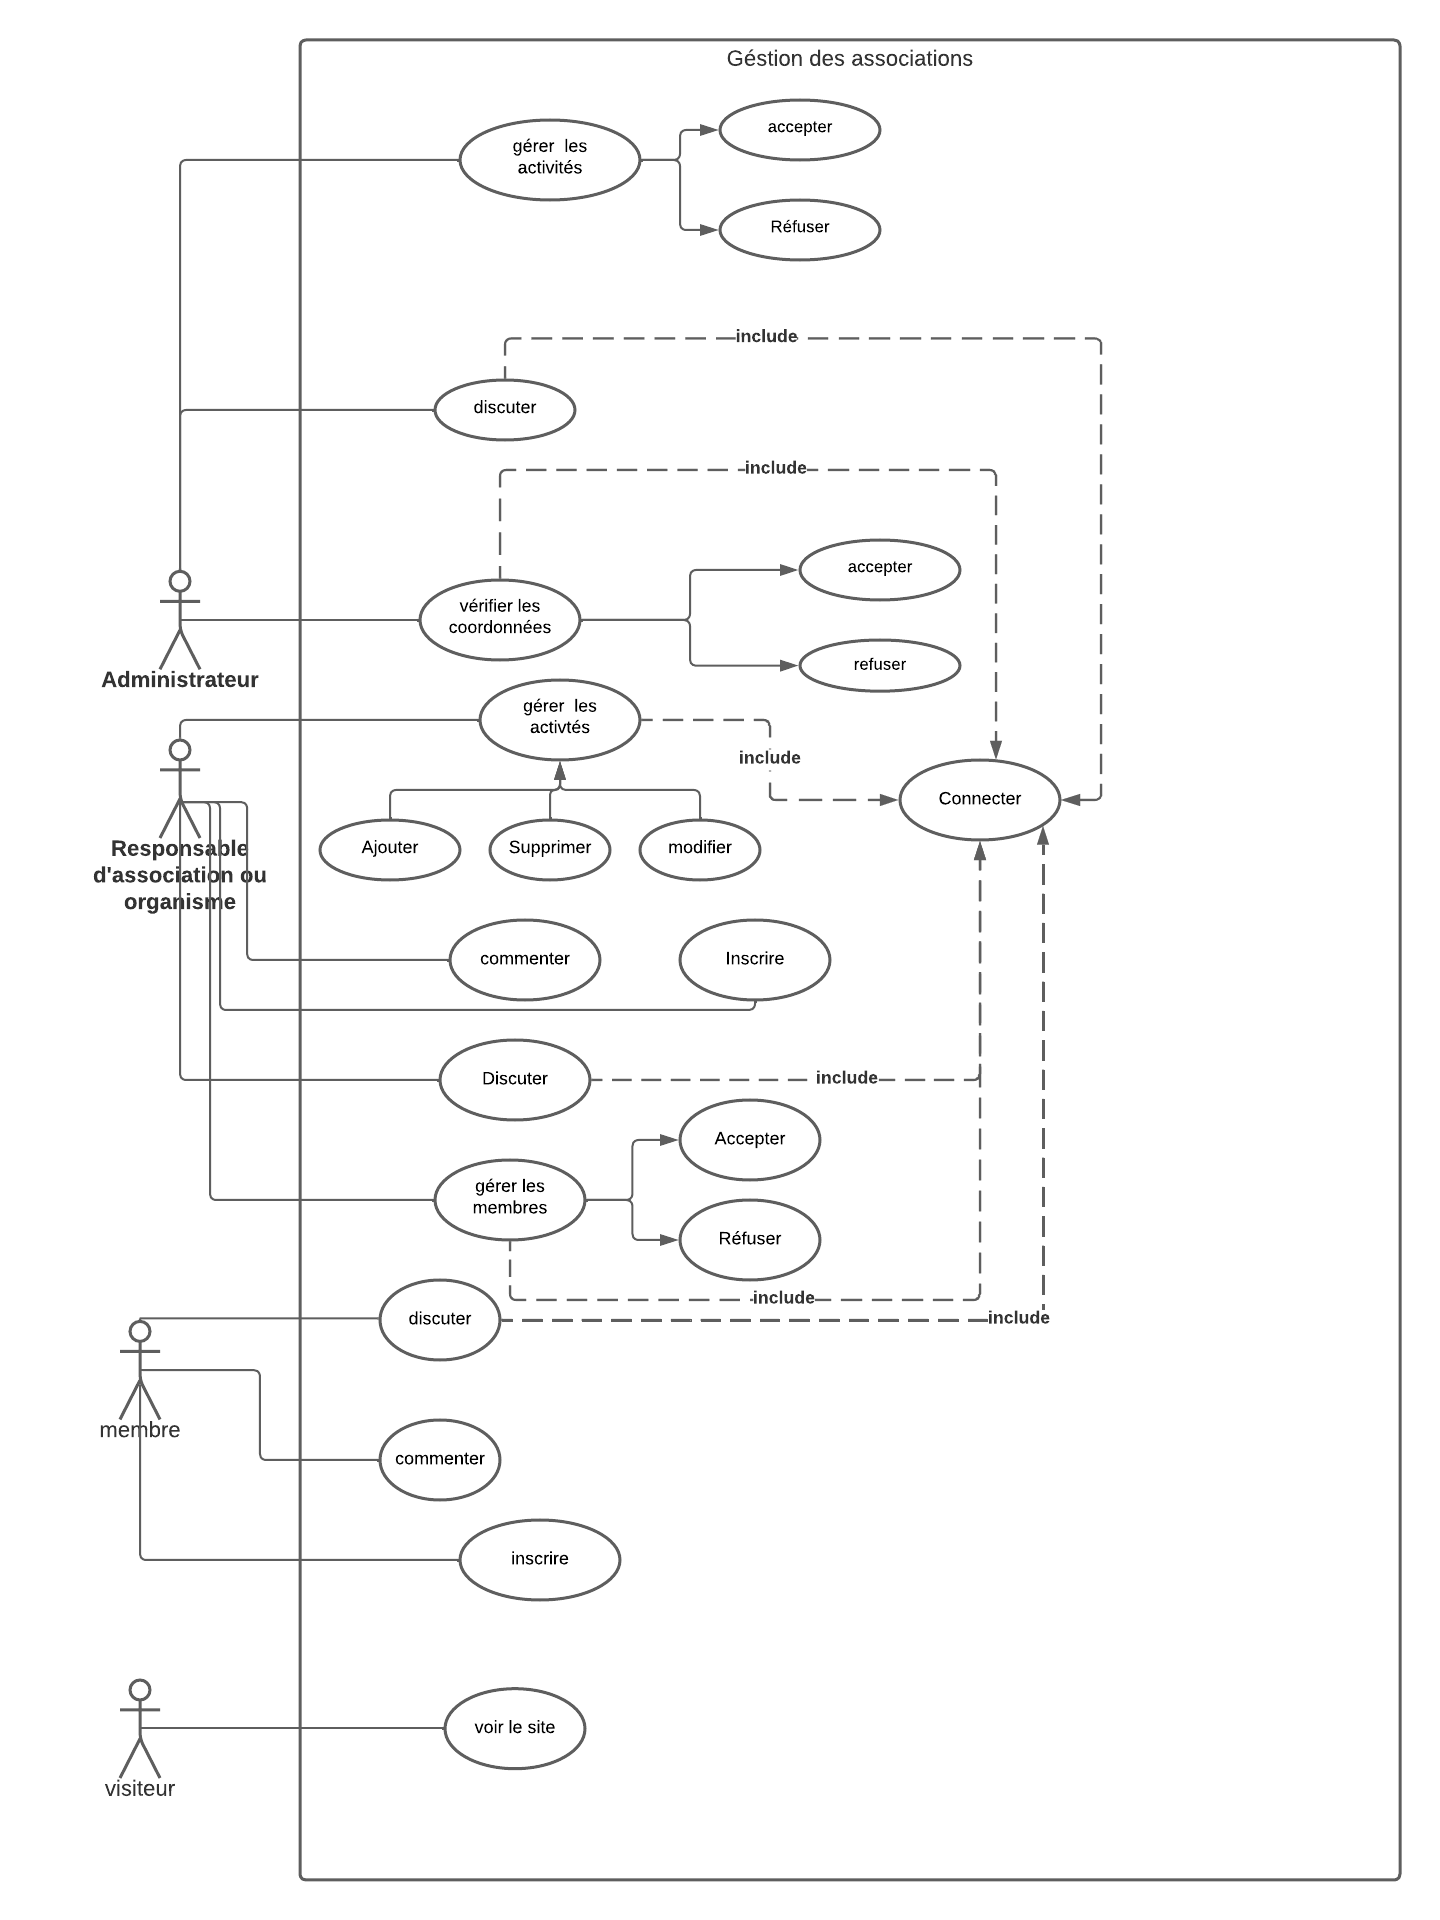 Géstion des associations
gérer  les
activités
accepter
Réfuser
include
discuter
include
accepter
vérifier les
coordonnées
refuser
Administrateur
gérer  les
activtés
include
Connecter
Ajouter
Supprimer
modifier
Responsable
d'association ou
organisme
commenter
Inscrire
Discuter
include
Accepter
gérer les
membres
Réfuser
include
discuter
include
membre
commenter
inscrire
voir le site
visiteur